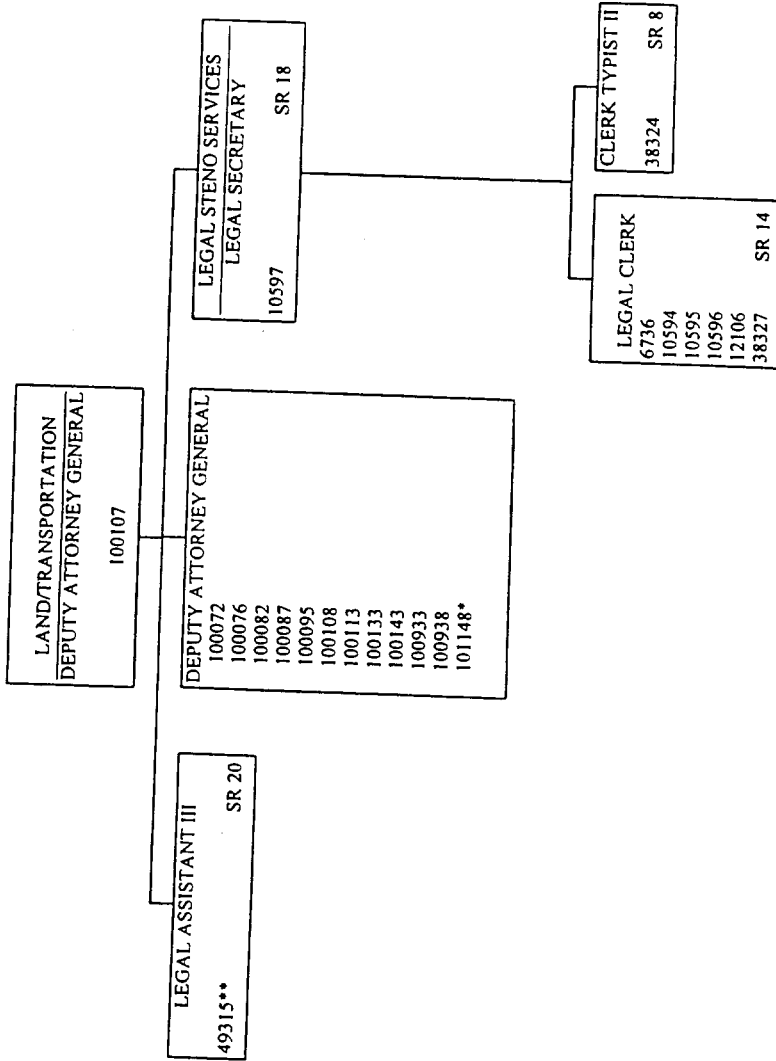 LAND/TRANSPORTATION
DEPUTY ATTORNEY GENERAL
100107
LEGAL ASSISTANT III
49315** SR 20
DEPUTY ATTORNEY GENERAL
100072
100076
100082
100087
100095
100108
100113
100133
100143
100933
100938
101148*
LEGAL STENO SERVICES
LEGAL SECRETARY
10597 SR 18
LEGAL CLERK
6736
10594
10595
10596
12106
38327 SR 14
CLERK TYPIST II
38324 SR 8